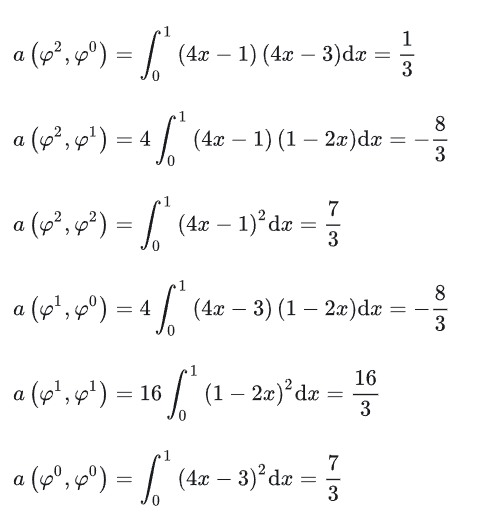 a (φ², φ⁰) = ∫₀¹ (4x − 1) (4x − 3)dx = 1/3
a (φ², φ¹) = 4 ∫₀¹ (4x − 1) (1 − 2x)dx = −8/3
a (φ², φ²) = ∫₀¹ (4x − 1)² dx = 7/3
a (φ¹, φ⁰) = 4 ∫₀¹ (4x − 3) (1 − 2x)dx = −8/3
a (φ¹, φ¹) = 16 ∫₀¹ (1 − 2x)² dx = 16/3
a (φ⁰, φ⁰) = ∫₀¹ (4x − 3)² dx = 7/3